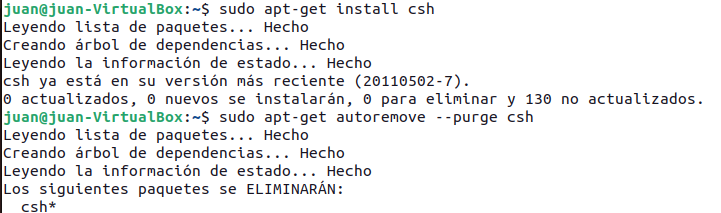 juan@juan-VirtualBox:~$ sudo apt-get install csh
Leyendo lista de paquetes... Hecho
Creando árbol de dependencias... Hecho
Leyendo la información de estado... Hecho
csh ya está en su versión más reciente (20110502-7).
0 actualizados, 0 nuevos se instalarán, 0 para eliminar y 130 no actualizados.
juan@juan-VirtualBox:~$ sudo apt-get autoremove --purge csh
Leyendo lista de paquetes... Hecho
Creando árbol de dependencias... Hecho
Leyendo la información de estado... Hecho
Los siguientes paquetes se ELIMINARÁN:
  csh*